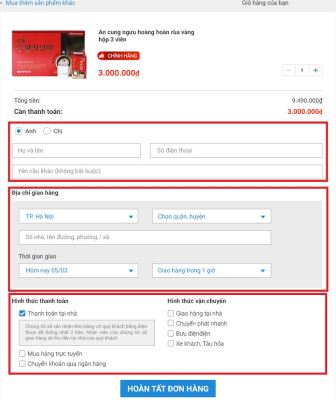 Mua thêm sản phẩm khác
Giỏ hàng của bạn
An cung ngưu hoàng hoàn rùa vàng
hộp 3 viên
CHÍNH HÃNG
3.000.000₫
1
Tổng tiền:
9.490.000₫
Cần thanh toán:
3.000.000₫
Anh
Chị
Họ và tên
Số điện thoại
Yêu cầu khác (không bắt buộc)
Địa chỉ giao hàng
TP. Hà Nội
Chọn quận, huyện
Số nhà, tên đường, phường / xã
Thời gian giao
Hôm nay 05/03
Giao hàng trong 1 giờ
Hình thức thanh toán
Hình thức vận chuyển
Thanh toán tại nhà
Giao hàng tại nhà
Chúng tôi sẽ xác nhận đơn hàng với quý khách bằng điện
thoại để thống nhất 2 bên. Nhân viên của chúng tôi sẽ
giao hàng và thu tiền tại nhà của quý khách
Chuyển phát nhanh
Bưu điệnđiện
Xe khách, Tàu hỏa
Mua hàng trực tuyến
Chuyển khoản qua ngân hàng
HOÀN TẤT ĐƠN HÀNG